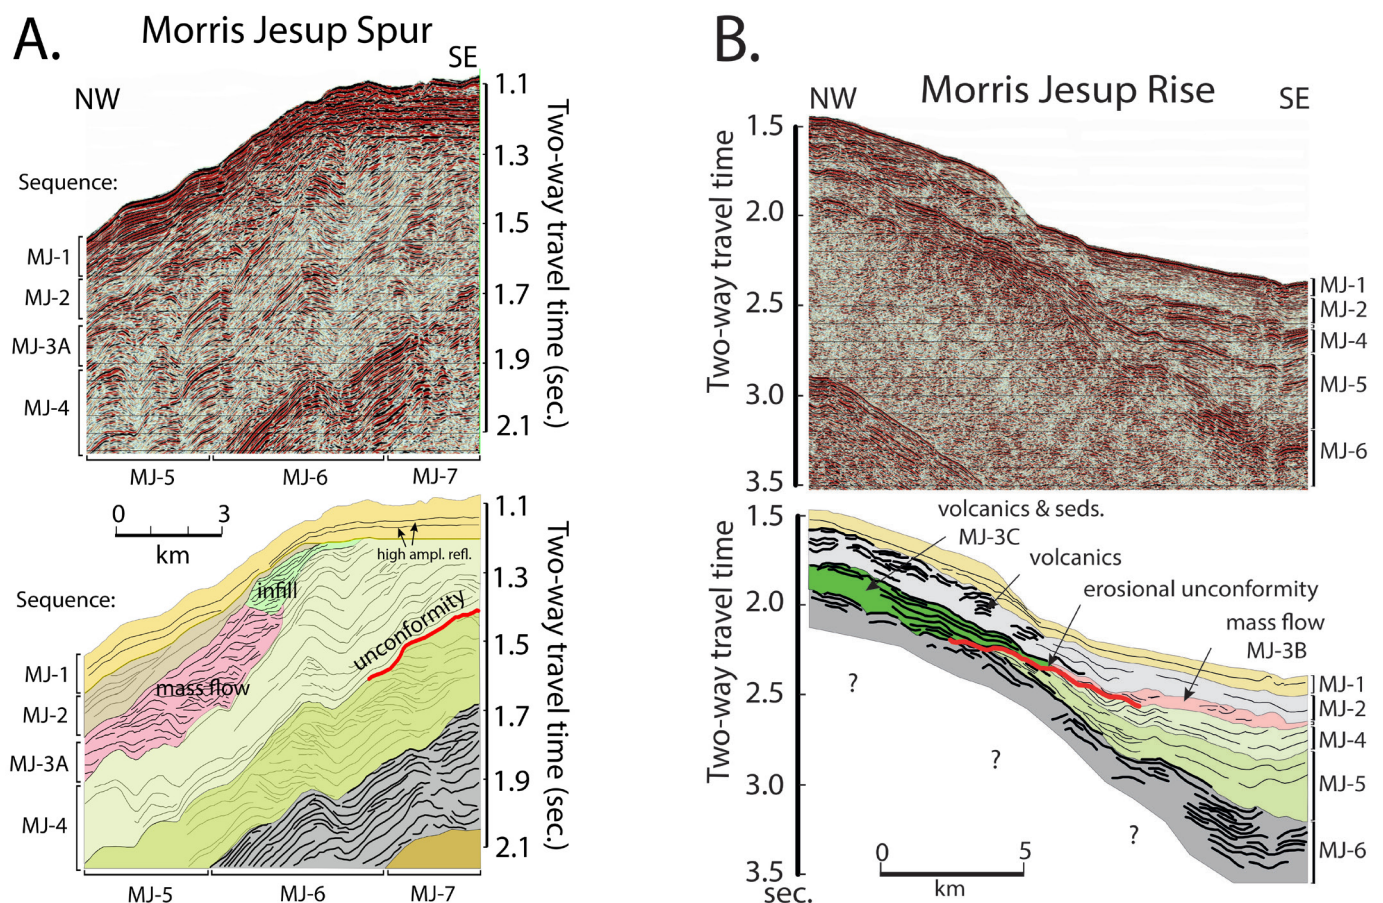 A.
Morris Jesup Spur
NW
SE
Sequence:
MJ-1
MJ-2
MJ-3A
MJ-4
MJ-5
MJ-6
MJ-7
1.1
1.3
1.5
1.7
1.9
2.1
Two-way travel time (sec.)
0
3
km
Sequence:
MJ-1
MJ-2
MJ-3A
MJ-4
MJ-5
MJ-6
MJ-7
high ampl. refl.
infill
mass flow
unconformity
1.1
1.3
1.5
1.7
1.9
2.1
Two-way travel time (sec.)
B.
Morris Jesup Rise
NW
SE
Two-way travel time
1.5
2.0
2.5
3.0
3.5
MJ-1
MJ-2
MJ-4
MJ-5
MJ-6
Two-way travel time
1.5
2.0
2.5
3.0
3.5
sec.
volcanics & seds.
MJ-3C
volcanics
erosional unconformity
mass flow
MJ-3B
?
?
?
MJ-1
MJ-2
MJ-4
MJ-5
MJ-6
0
5
km